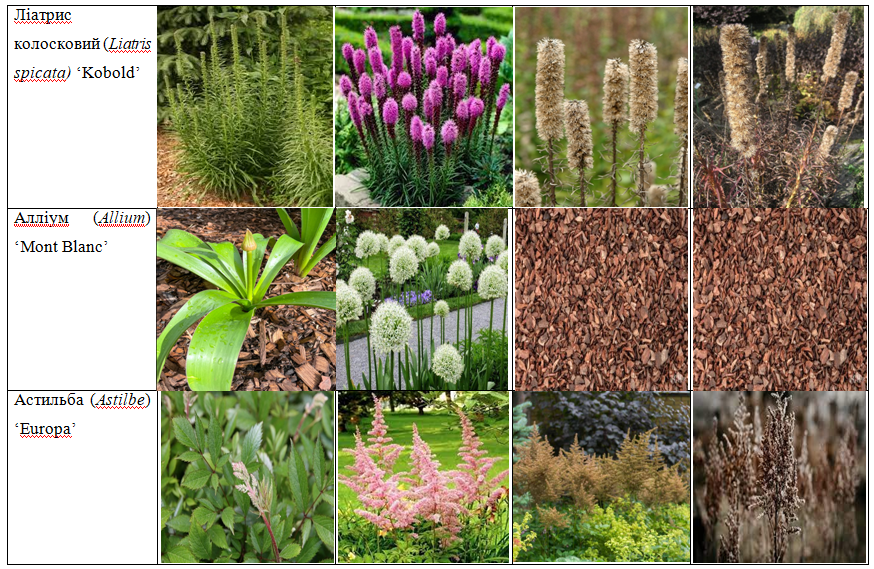 Ліатрис
колосковий (Liatris
spicata) ‘Kobold’
Алліум (Allium)
‘Mont Blanc’
Астильба (Astilbe)
‘Europa’